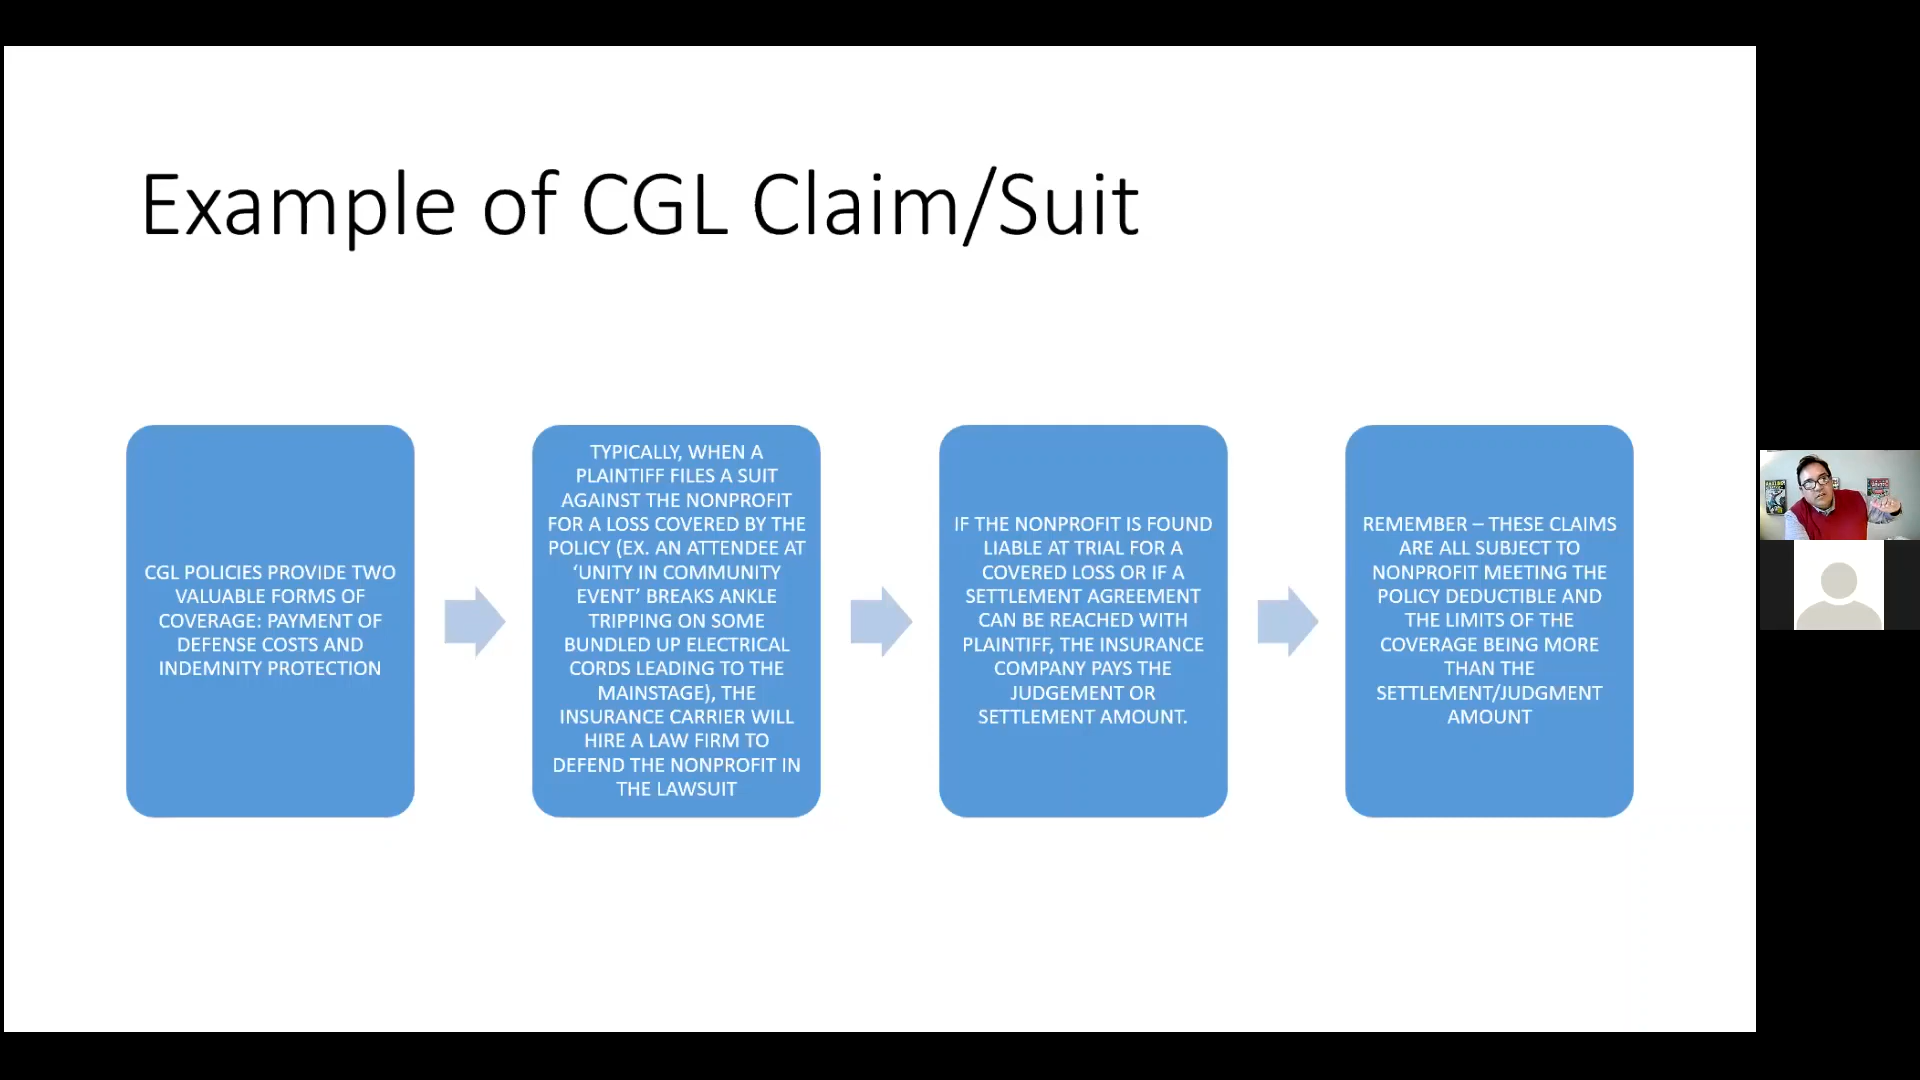 Example of CGL Claim/Suit
CGL POLICIES PROVIDE TWO
VALUABLE FORMS OF
COVERAGE: PAYMENT OF
DEFENSE COSTS AND
INDEMNITY PROTECTION
TYPICALLY, WHEN A
PLAINTIFF FILES A SUIT
AGAINST THE NONPROFIT
FOR A LOSS COVERED BY THE
POLICY (EX. AN ATTENDEE AT
‘UNITY IN COMMUNITY
EVENT’ BREAKS ANKLE
TRIPPING ON SOME
BUNDLED UP ELECTRICAL
CORDS LEADING TO THE
MAINSTAGE), THE
INSURANCE CARRIER WILL
HIRE A LAW FIRM TO
DEFEND THE NONPROFIT IN
THE LAWSUIT
IF THE NONPROFIT IS FOUND
LIABLE AT TRIAL FOR A
COVERED LOSS OR IF A
SETTLEMENT AGREEMENT
CAN BE REACHED WITH
PLAINTIFF, THE INSURANCE
COMPANY PAYS THE
JUDGEMENT OR
SETTLEMENT AMOUNT.
REMEMBER – THESE CLAIMS
ARE ALL SUBJECT TO
NONPROFIT MEETING THE
POLICY DEDUCTIBLE AND
THE LIMITS OF THE
COVERAGE BEING MORE
THAN THE
SETTLEMENT/JUDGMENT
AMOUNT